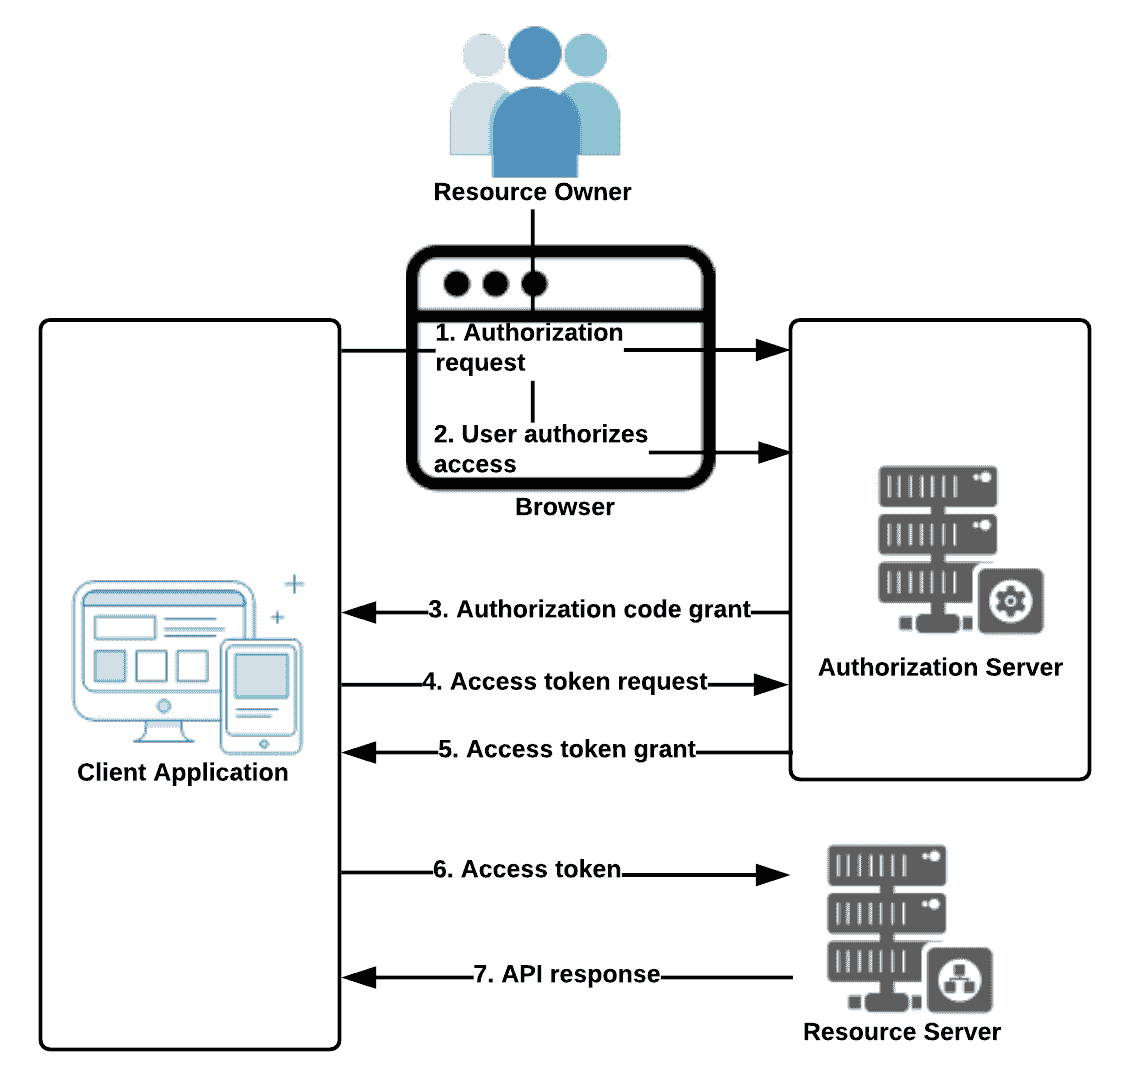 Resource Owner
1. Authorization
request
2. User authorizes
access
Browser
3. Authorization code grant
Authorization Server
4. Access token request
5. Access token grant
Client Application
6. Access token
7. API response
Resource Server